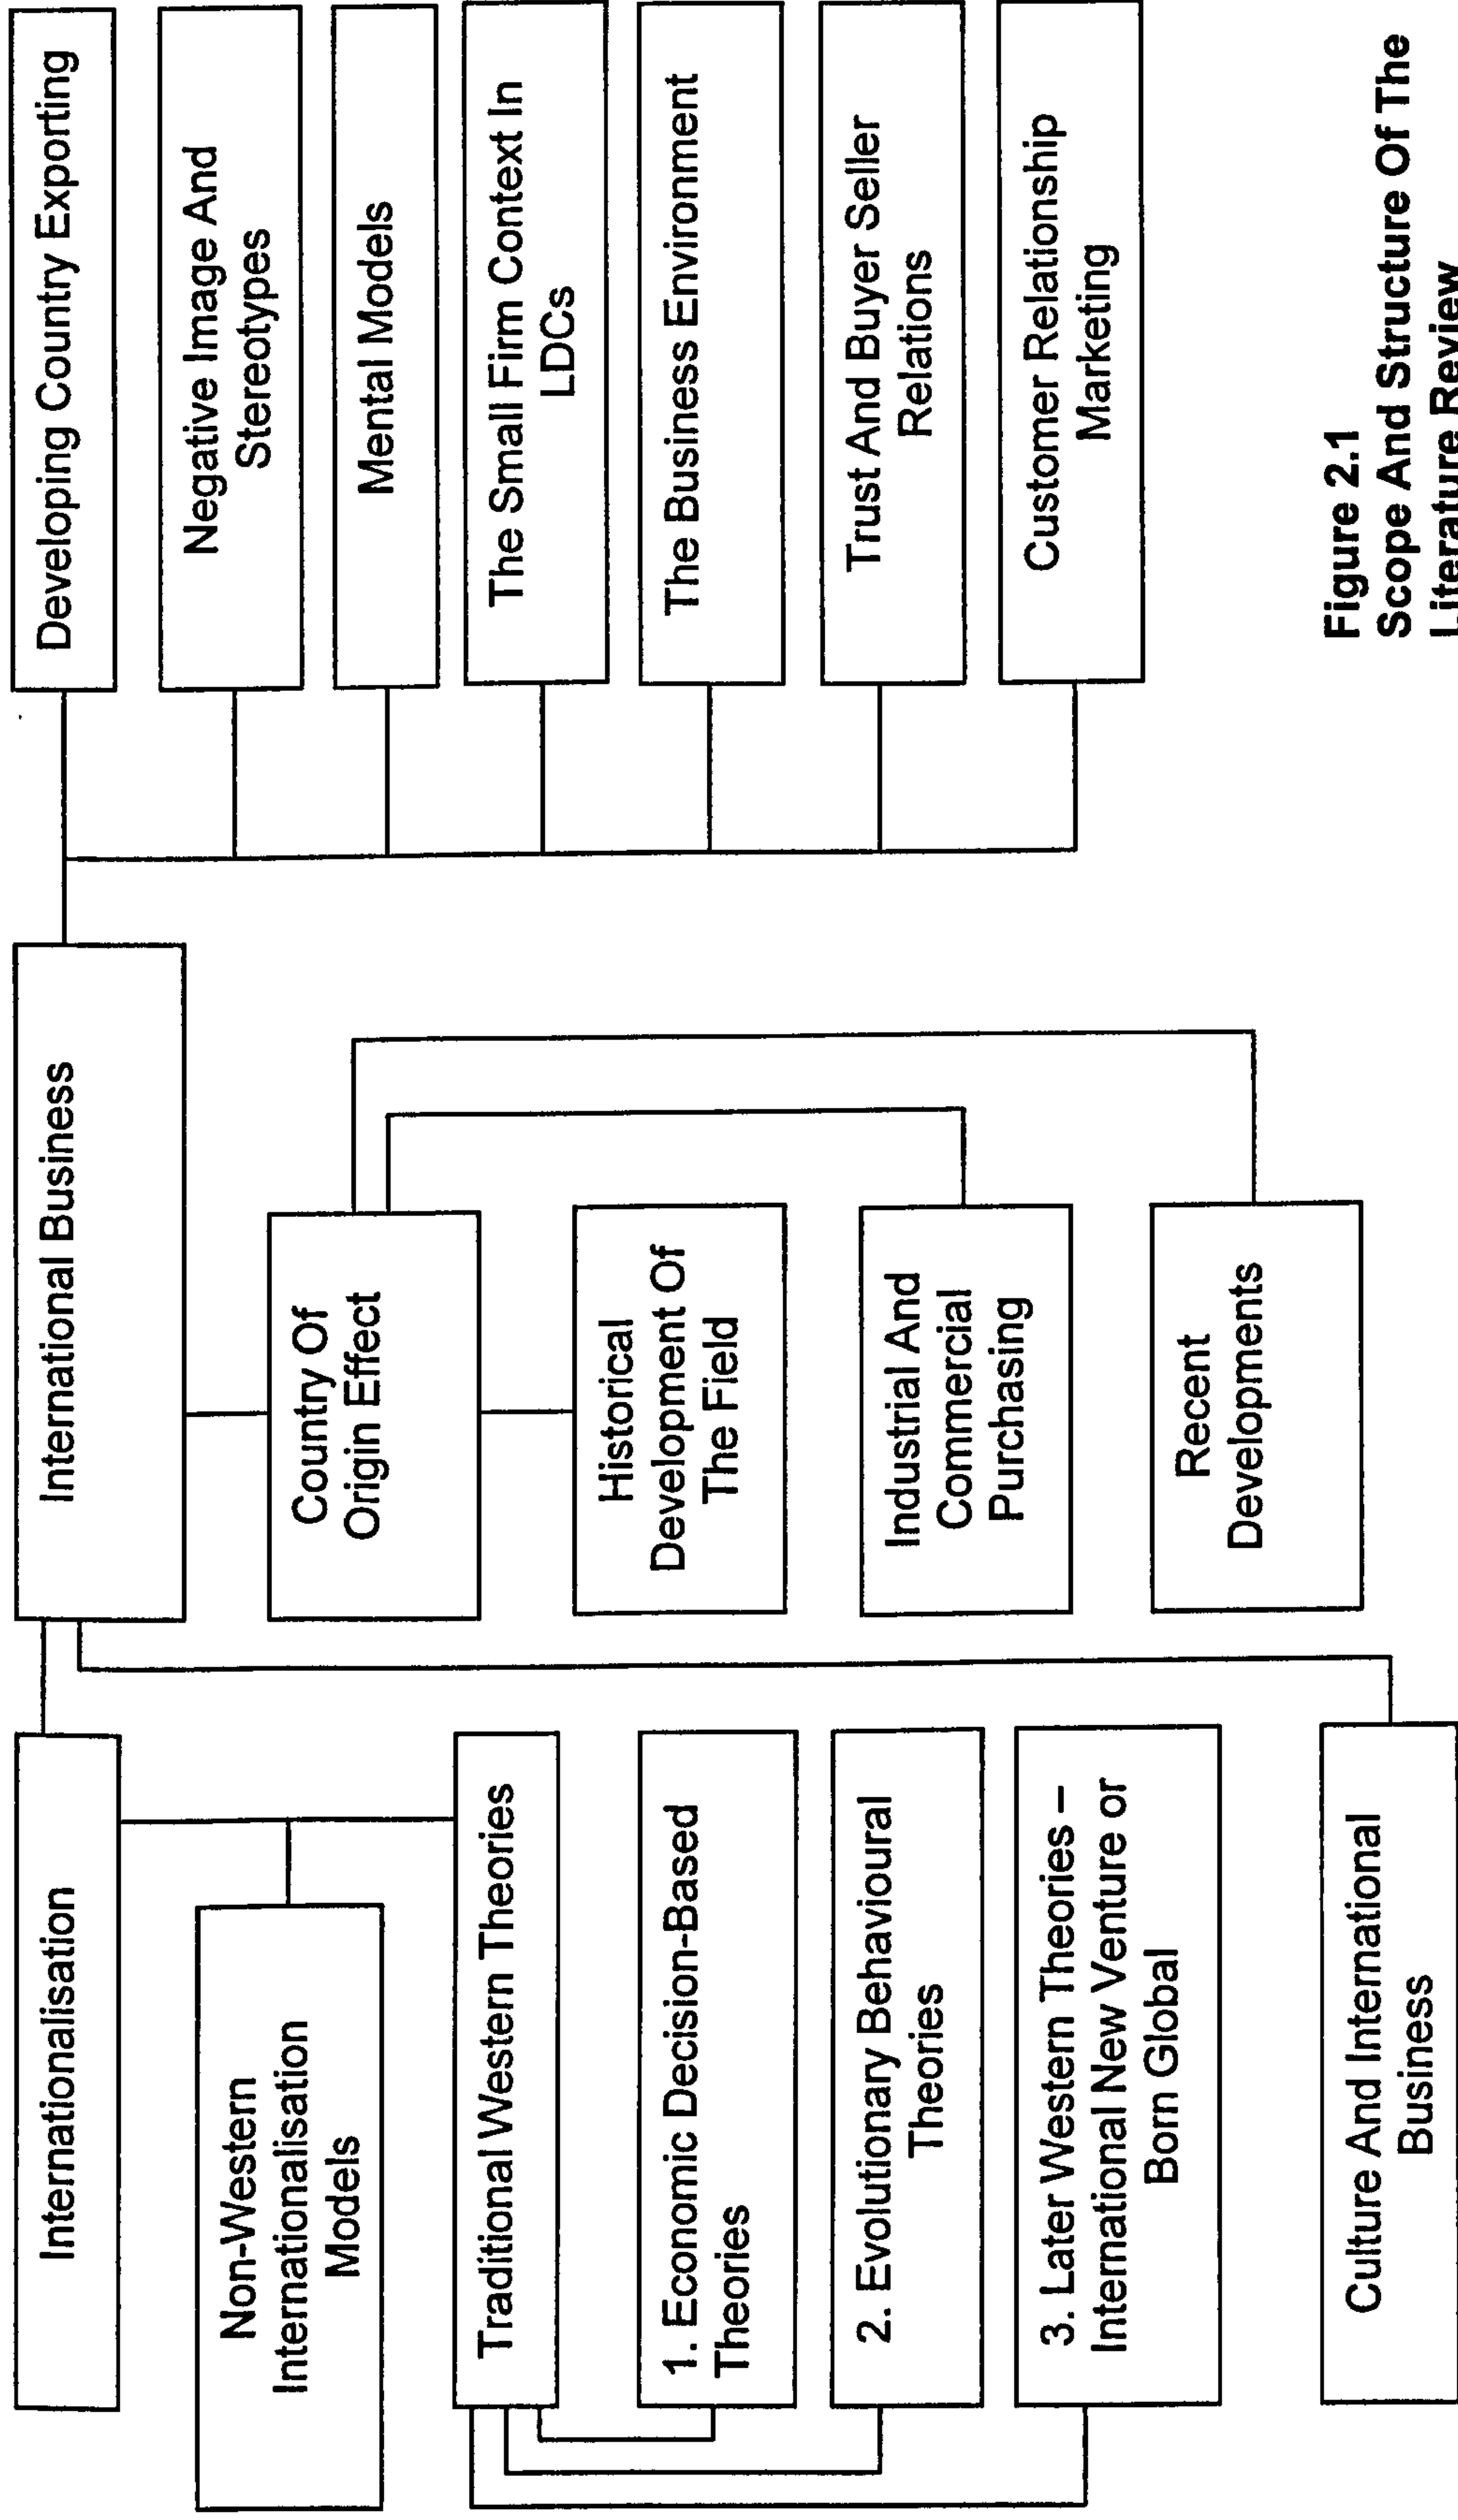 Internationalisation
Non-Western
Internationalisation
Models
Traditional Western Theories
1. Economic Decision-Based
Theories
2. Evolutionary Behavioural
Theories
3. Later Western Theories –
International New Venture or
Born Global
Culture And International
Business
International Business
Country Of
Origin Effect
Historical
Development Of
The Field
Industrial And
Commercial
Purchasing
Recent
Developments
Developing Country Exporting
Negative Image And
Stereotypes
Mental Models
The Small Firm Context In
LDCs
The Business Environment
Trust And Buyer Seller
Relations
Customer Relationship
Marketing
Figure 2.1
Scope And Structure Of The
Literature Review